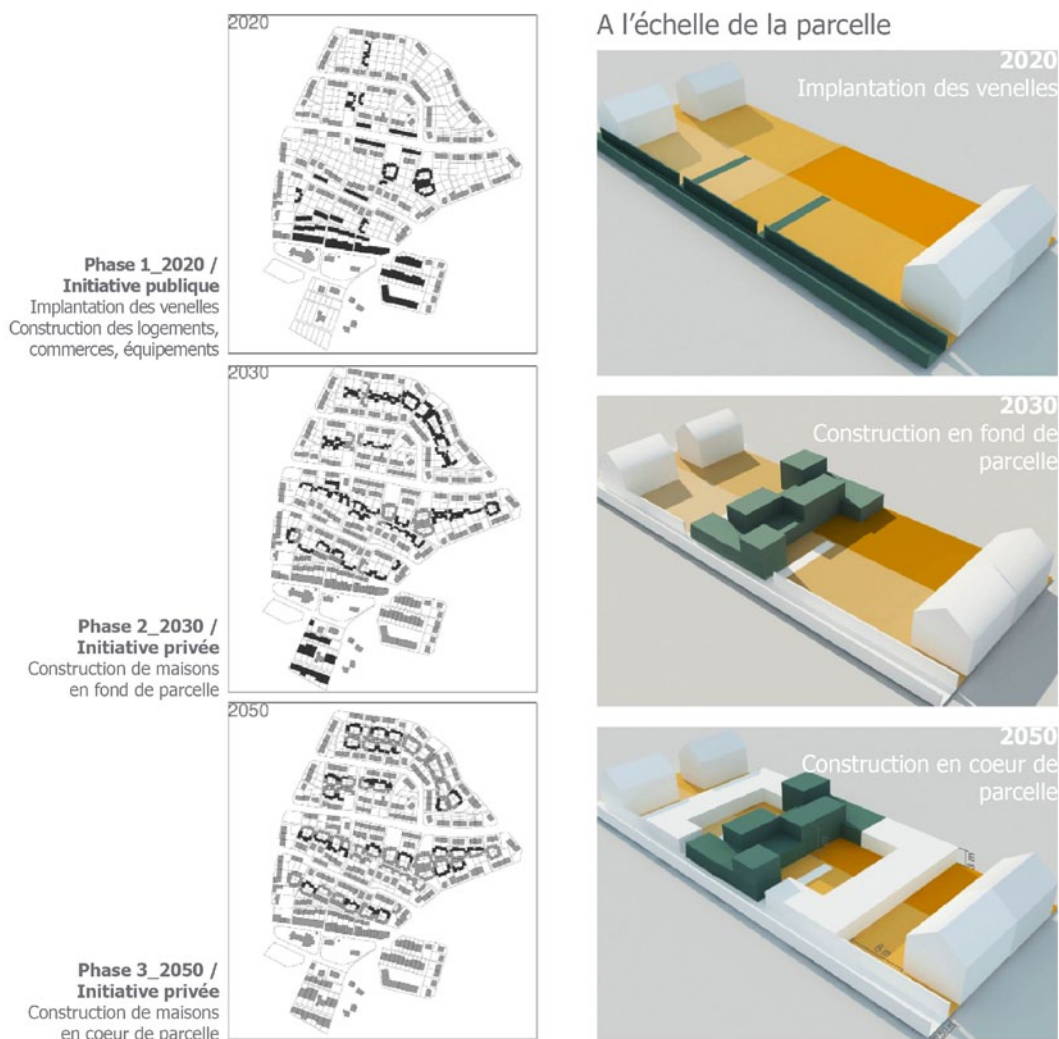 2020
Phase 1_2020 /
Initiative publique
Implantation des venelles
Construction des logements,
commerces, équipements
2030
Phase 2_2030 /
Initiative privée
Construction de maisons
en fond de parcelle
2050
Phase 3_2050 /
Initiative privée
Construction de maisons
en coeur de parcelle
A l'échelle de la parcelle
2020
Implantation des venelles
2030
Construction en fond de
parcelle
2050
Construction en coeur de
parcelle